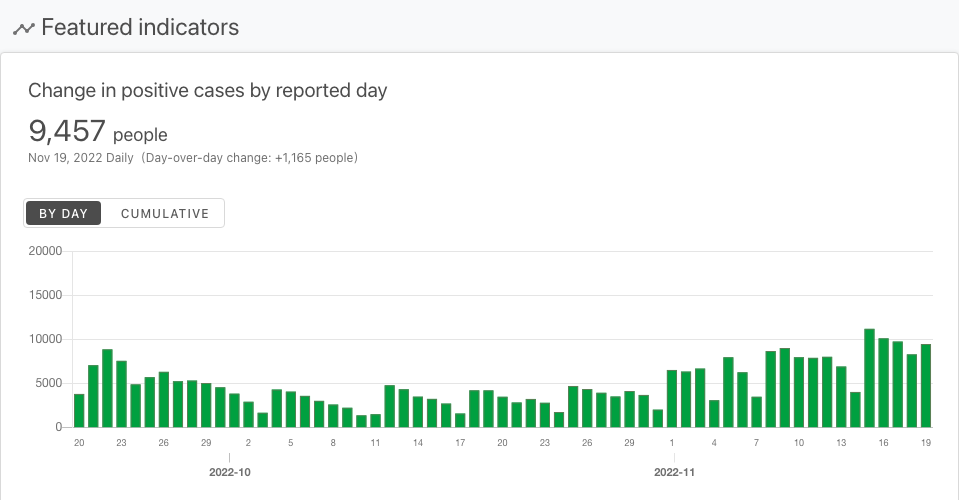 Featured indicators
Change in positive cases by reported day
9,457 people
Nov 19, 2022 Daily (Day-over-day change: +1,165 people)
BY DAY CUMULATIVE
20000
15000
10000
5000
0
20 23 26 29 2 5 8 11 14 17 20 23 26 29 1 4 7 10 13 16 19
2022-10 2022-11